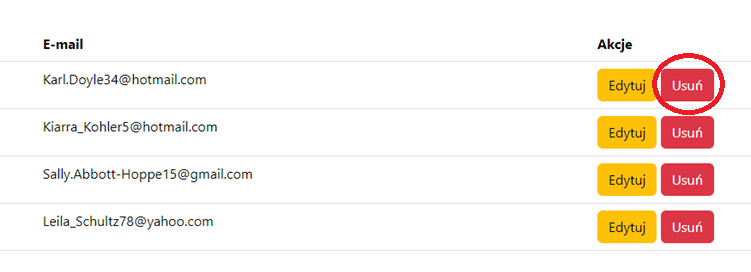 E-mail Akcje
Karl.Doyle34@hotmail.com Edytuj Usuń
Kiarra_Kohler5@hotmail.com Edytuj Usuń
Sally.Abbott-Hoppe15@gmail.com Edytuj Usuń
Leila_Schultz78@yahoo.com Edytuj Usuń